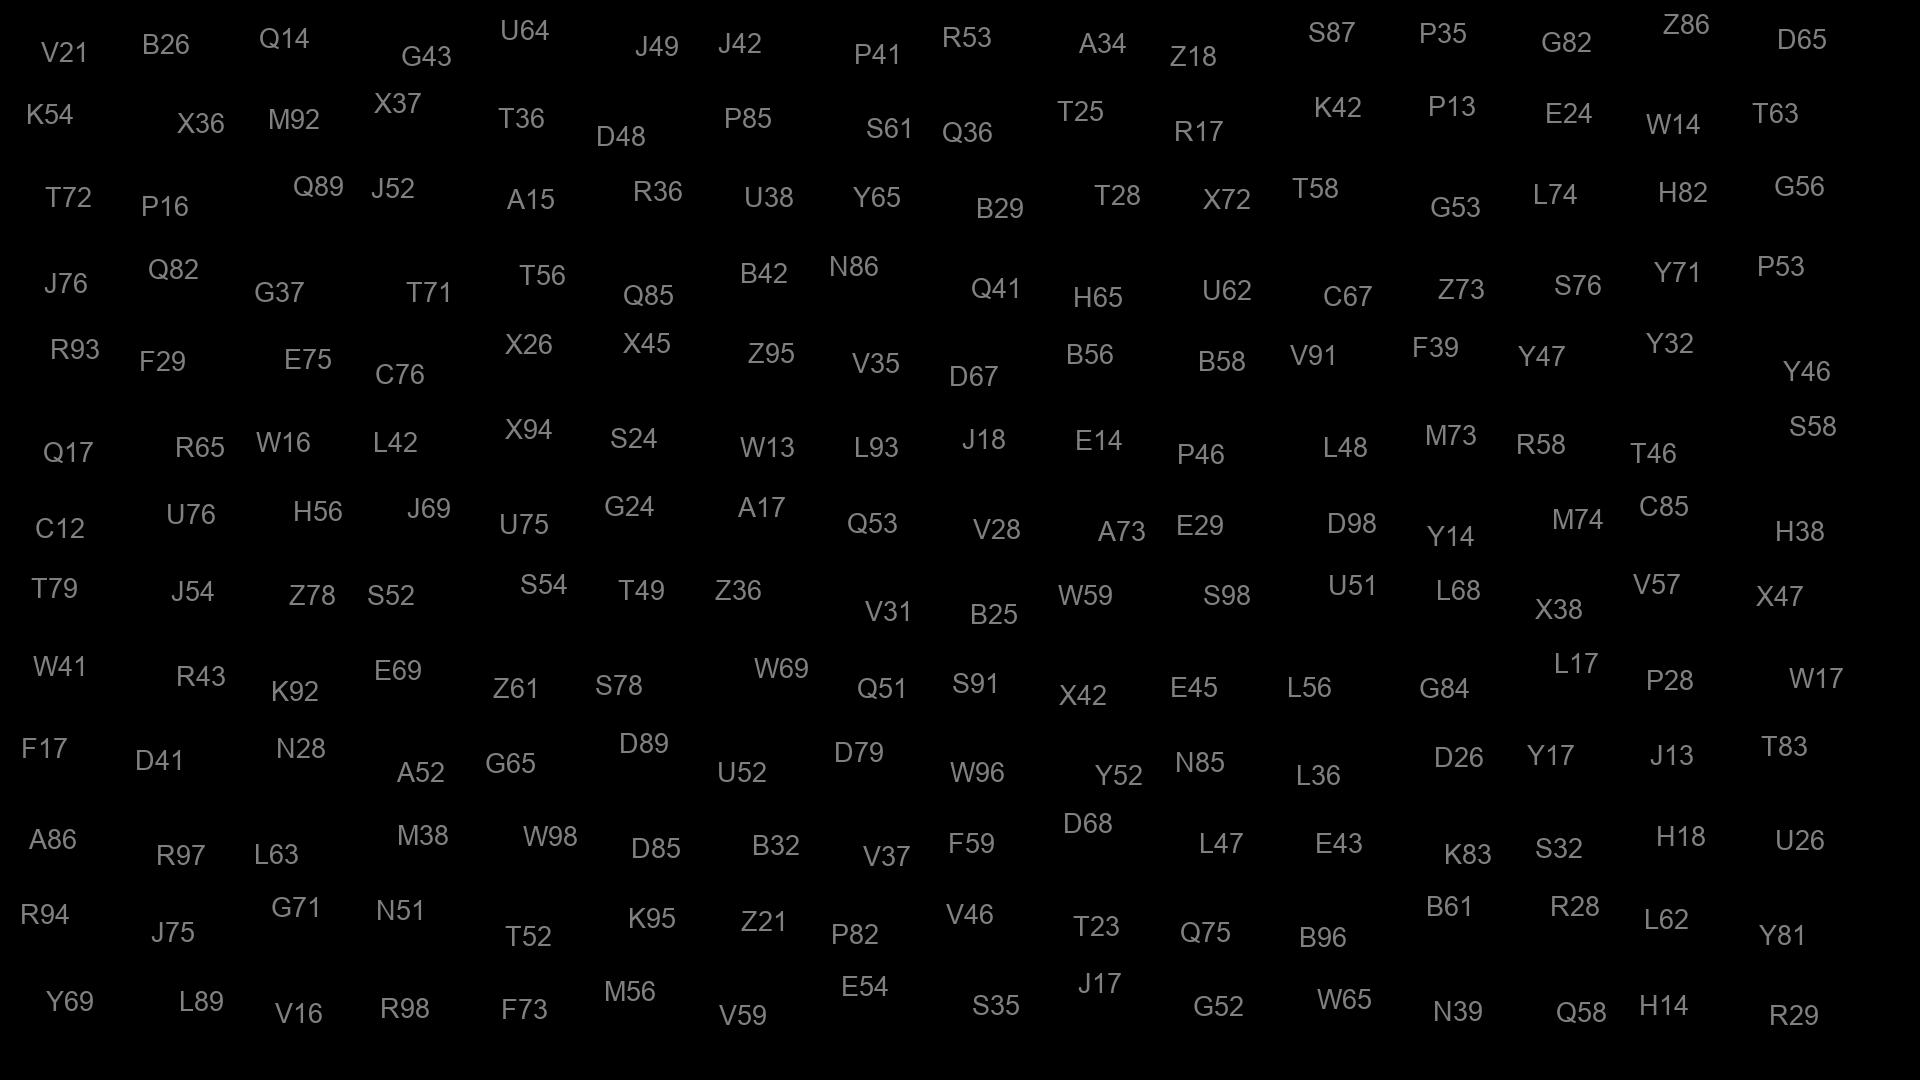 V21 B26 Q14 G43 U64 J49 J42 P41 R53 A34 Z18 S87 P35 G82 Z86 D65
K54 X36 M92 X37 T36 D48 P85 S61 Q36 T25 R17 K42 P13 E24 W14 T63
T72 P16 Q89 J52 A15 R36 U38 Y65 B29 T28 X72 T58 G53 L74 H82 G56
J76 Q82 G37 T71 T56 Q85 B42 N86 Q41 H65 U62 C67 Z73 S76 Y71 P53
R93 F29 E75 C76 X26 X45 Z95 V35 D67 B56 B58 V91 F39 Y47 Y32 Y46
Q17 R65 W16 L42 X94 S24 W13 L93 J18 E14 P46 L48 M73 R58 T46 S58
C12 U76 H56 J69 U75 G24 A17 Q53 V28 A73 E29 D98 Y14 M74 C85 H38
T79 J54 Z78 S52 S54 T49 Z36 V31 B25 W59 S98 U51 L68 X38 V57 X47
W41 R43 K92 E69 Z61 S78 W69 Q51 S91 X42 E45 L56 G84 L17 P28 W17
F17 D41 N28 A52 G65 D89 U52 D79 W96 Y52 N85 L36 D26 Y17 J13 T83
A86 R97 L63 M38 W98 D85 B32 V37 F59 D68 L47 E43 K83 S32 H18 U26
R94 J75 G71 N51 T52 K95 Z21 P82 V46 T23 Q75 B96 B61 R28 L62 Y81
Y69 L89 V16 R98 F73 M56 V59 E54 S35 J17 G52 W65 N39 Q58 H14 R29